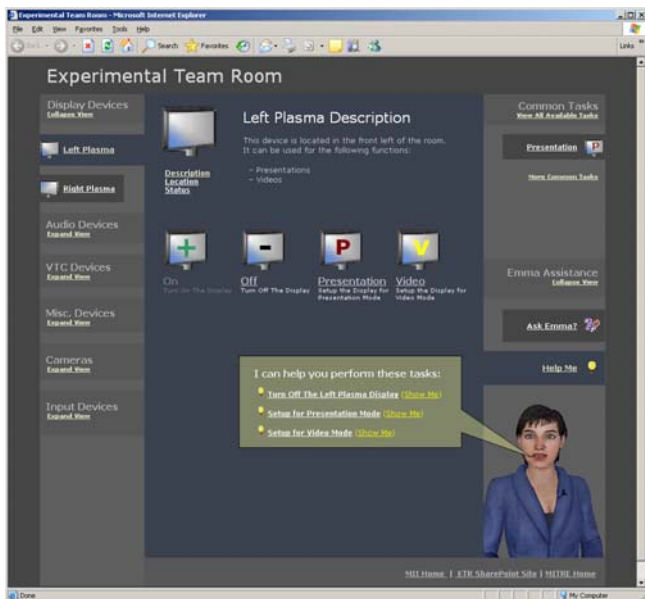 Experimental Team Room - Microsoft Internet Explorer
File Edit View Favorites Tools Help
Back Search Favorites Links
Experimental Team Room
Display Devices
Collapse View
Left Plasma
Right Plasma
Audio Devices
Expand View
VTC Devices
Expand View
Misc. Devices
Expand View
Cameras
Expand View
Input Devices
Expand View
Left Plasma Description
This device is located in the front left of the room.
It can be used for the following functions:
- Presentations
- Videos
Description
Location
Status
+
On
Turn On The Display
-
Off
Turn Off The Display
P
Presentation
Setup the Display for
Presentation Mode
V
Video
Setup the Display for
Video Mode
I can help you perform these tasks:
Turn Off The Left Plasma Display (Show Me)
Setup for Presentation Mode (Show Me)
Setup for Video Mode (Show Me)
Common Tasks
View All Available Tasks
Presentation P
More Common Tasks
Emma Assistance
Collapse View
Ask Emma?
Help Me
MII Home | ETR SharePoint Site | MITRE Home
Done My Computer